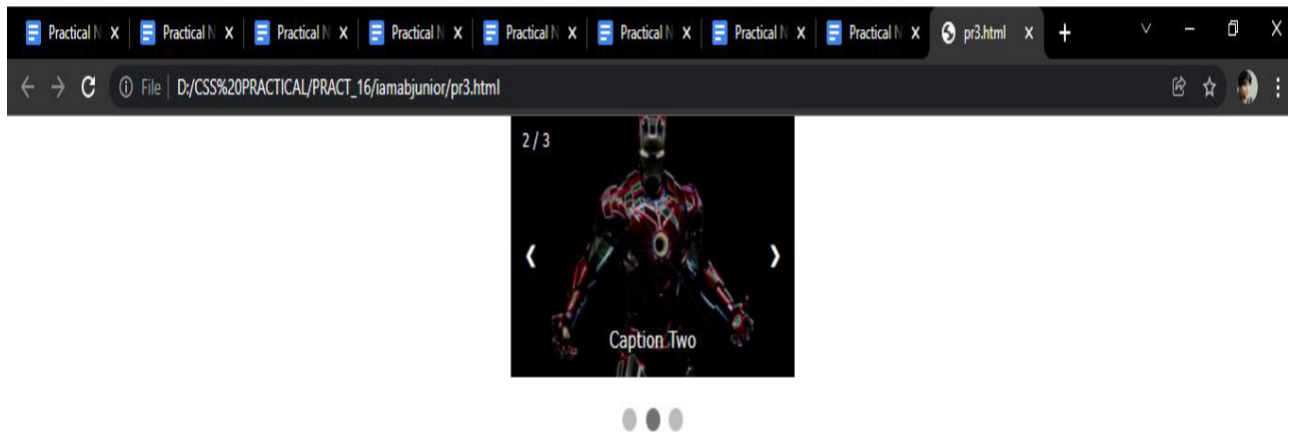 Practical N Practical N Practical N Practical N Practical N Practical N Practical N Practical N pr3.html
File D:/CSS%20PRACTICAL/PRACT_16/iamabjunior/pr3.html
2 / 3
Caption Two